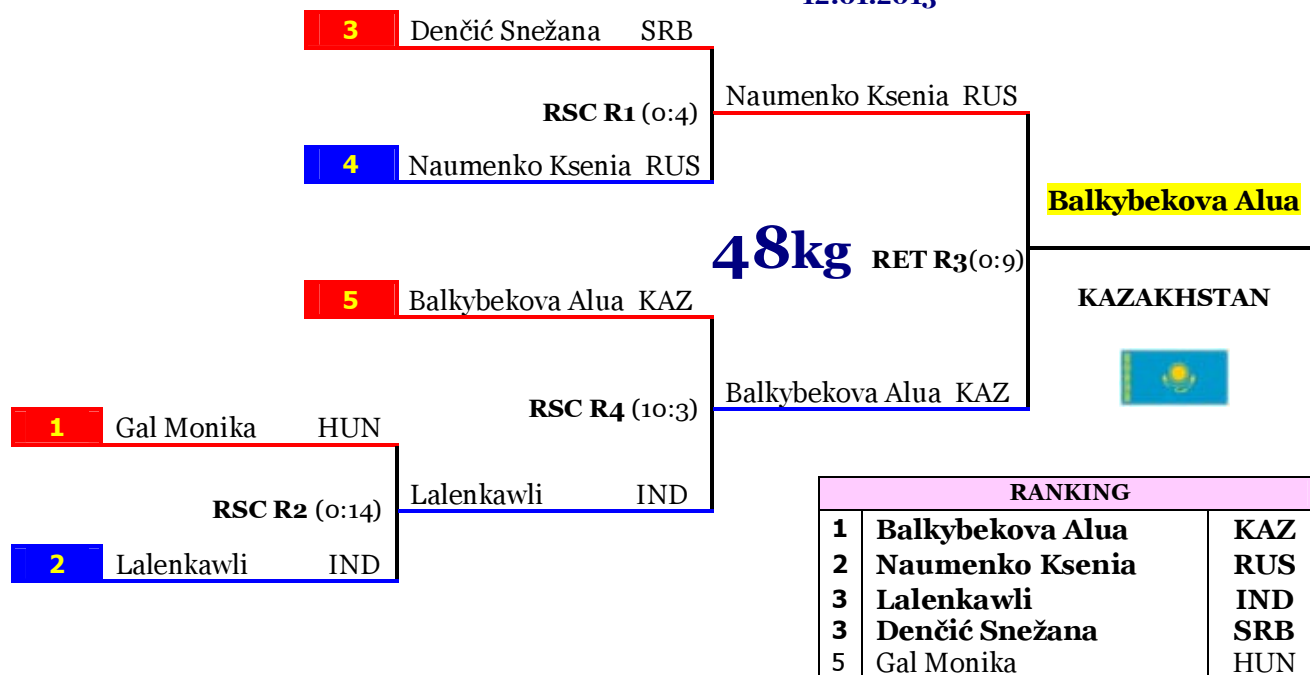 12.01.2013
3 Denčić Snežana SRB
RSC R1 (0:4)
Naumenko Ksenia RUS
4 Naumenko Ksenia RUS
Balkybekova Alua
48kg RET R3(0:9)
5 Balkybekova Alua KAZ
KAZAKHSTAN
RSC R4 (10:3)
Balkybekova Alua KAZ
1 Gal Monika HUN
RSC R2 (0:14)
Lalenkawli IND
2 Lalenkawli IND
RANKING
1 Balkybekova Alua KAZ
2 Naumenko Ksenia RUS
3 Lalenkawli IND
3 Denčić Snežana SRB
5 Gal Monika HUN